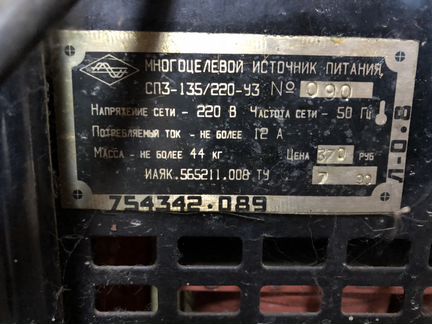 МНОГОЦЕЛЕВОЙ ИСТОЧНИК ПИТАНИЯ
СПЗ-135/220-У3 № 090
НАПРЯЖЕНИЕ СЕТИ - 220 В ЧАСТОТА СЕТИ - 50 ГЦ
ПОТРЕБЛЯЕМЫЙ ТОК - НЕ БОЛЕЕ 12 А
МАССА - НЕ БОЛЕЕ 44 КГ ЦЕНА 370 РУБ
ИАЯК.565211.008 ТУ 7 90
754342.089
Л-0.8